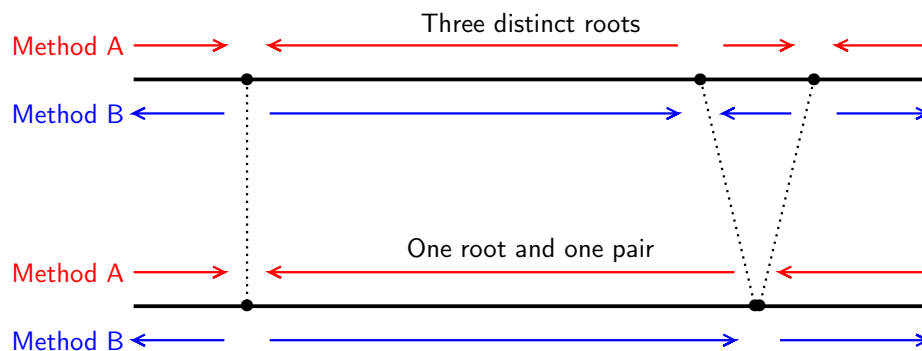 Three distinct roots
Method A
Method B
One root and one pair
Method A
Method B